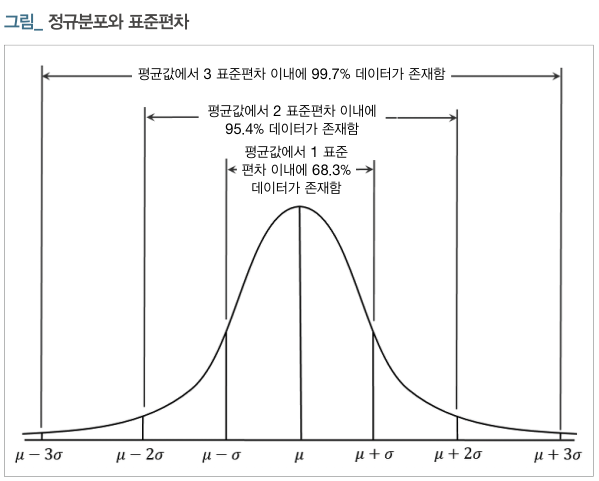 그림_ 정규분포와 표준편차
평균값에서 3 표준편차 이내에 99.7% 데이터가 존재함
평균값에서 2 표준편차 이내에
95.4% 데이터가 존재함
평균값에서 1 표준
편차 이내에 68.3%
데이터가 존재함
μ − 3σ
μ − 2σ
μ − σ
μ
μ + σ
μ + 2σ
μ + 3σ